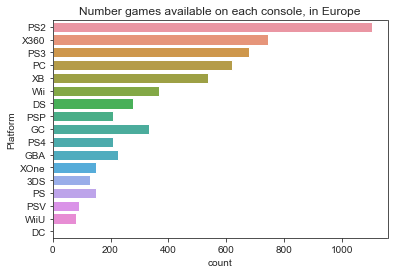 Number games available on each console, in Europe
Platform
PS2
X360
PS3
PC
XB
Wii
DS
PSP
GC
PS4
GBA
XOne
3DS
PS
PSV
WiiU
DC
0 200 400 600 800 1000
count